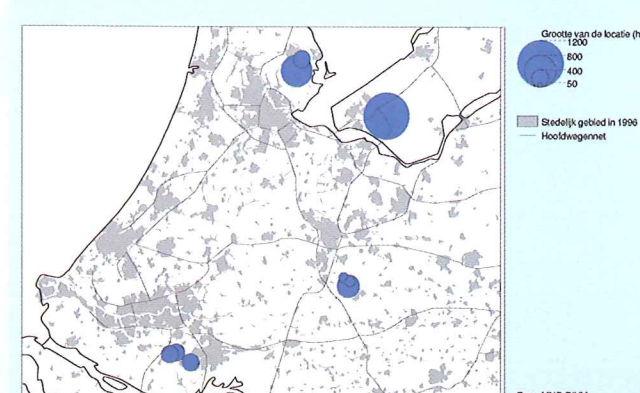 Grootte van de locatie (h
1200
800
400
50
Stedelijk gebied in 1996
Hoofdwegennet